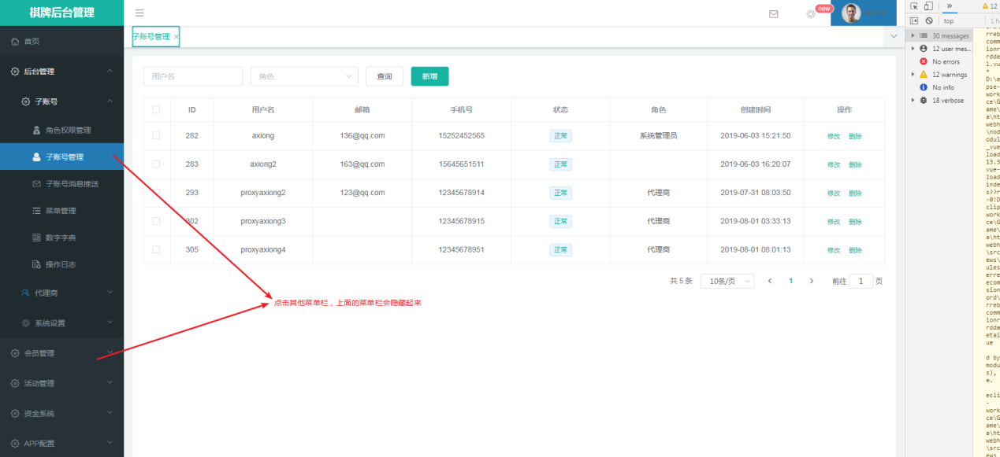 棋牌后台管理
new
首页
后台管理
子账号
角色权限管理
子账号管理
子账号消息推送
菜单管理
数字字典
操作日志
代理商
系统设置
会员管理
活动管理
资金系统
APP配置
子账号管理 ×
用户名 角色 查询 新增
ID 用户名 邮箱 手机号 状态 角色 创建时间 操作
282 axiong 136@qq.com 15252452565 正常 系统管理员 2019-06-03 15:21:50 修改 删除
283 axiong2 163@qq.com 15645651511 正常 2019-06-03 16:20:07 修改 删除
293 proxyaxiong2 123@qq.com 12345678914 正常 代理商 2019-07-31 08:03:50 修改 删除
302 proxyaxiong3 12345678915 正常 代理商 2019-08-01 03:33:13 修改 删除
305 proxyaxiong4 12345678951 正常 代理商 2019-08-01 08:01:13 修改 删除
共 5 条 10条/页 1 前往 1 页
点击其他菜单栏，上面的菜单栏会隐藏起来
» 12
top 1 h
30 messages
12 user mes...
No errors
12 warnings
No info
18 verbose
rreb
comm
ionr
rdde
1.vu
*
D:\e
pse-
work
ce\G
ame\
a\ht
webh
\nod
odul
_vue
load
13.3
vue-
load
inde
s??r
-0!D
clip
work
ce\G
ame\
a\ht
webh
\src
ews\
ules
erre
ecom
sion
ord\
rreb
comm
ionr
rdda
etai
ue
d by
modu
s),
e.
ecli
-
work
ce\G
ame\
a\ht
webh
\src
ews